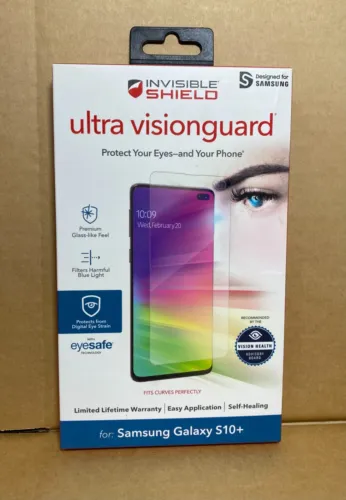 INVISIBLE
SHIELD
Designed for
SAMSUNG
ultra visionguard
Protect Your Eyes—and Your Phone
Premium
Glass-like Feel
10:09
Wed, February 20
Filters Harmful
Blue Light
Protects from
Digital Eye Strain
WITH
eyesafe
TECHNOLOGY
RECOMMENDED
BY THE
VISION HEALTH
ADVISORY
BOARD
FITS CURVES PERFECTLY
Limited Lifetime Warranty | Easy Application | Self-Healing
for: Samsung Galaxy S10+